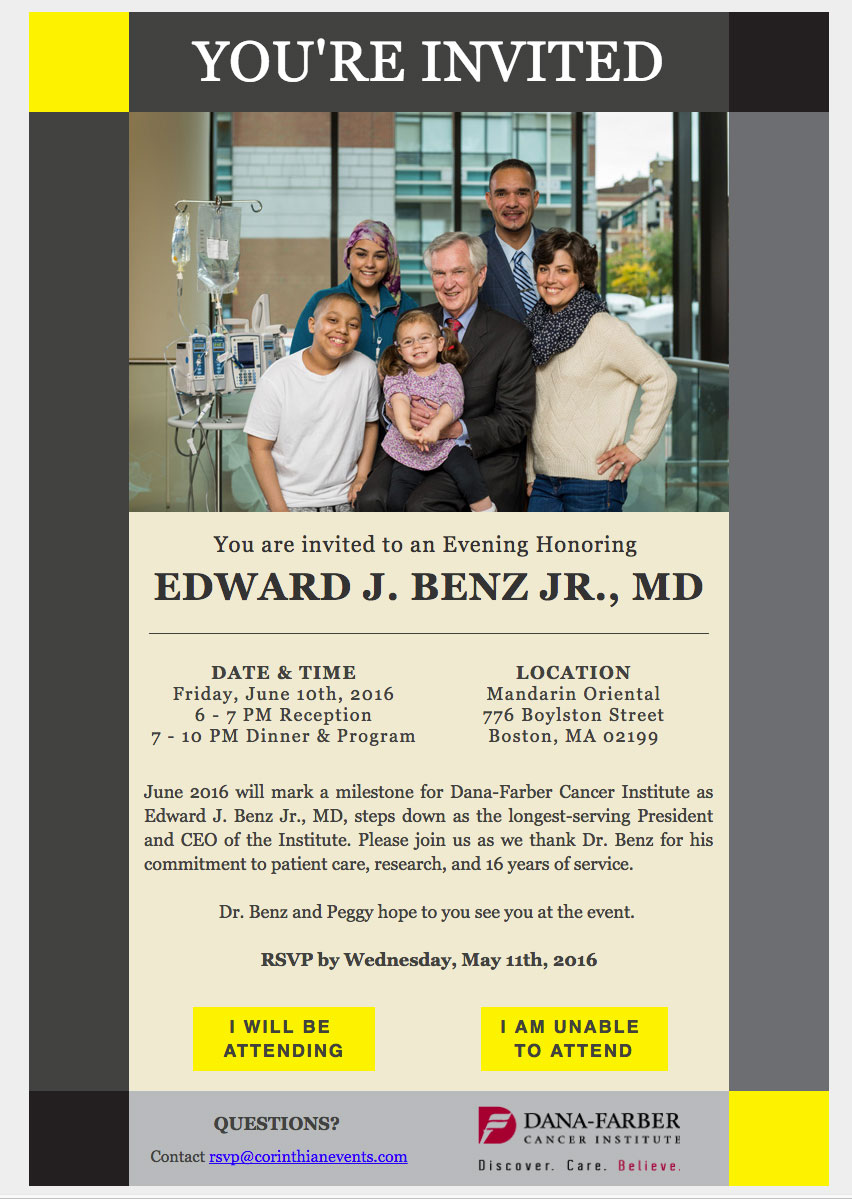 YOU'RE INVITED
You are invited to an Evening Honoring
EDWARD J. BENZ JR., MD
DATE & TIME
Friday, June 10th, 2016
6 - 7 PM Reception
7 - 10 PM Dinner & Program
LOCATION
Mandarin Oriental
776 Boylston Street
Boston, MA 02199
June 2016 will mark a milestone for Dana-Farber Cancer Institute as
Edward J. Benz Jr., MD, steps down as the longest-serving President
and CEO of the Institute. Please join us as we thank Dr. Benz for his
commitment to patient care, research, and 16 years of service.
Dr. Benz and Peggy hope to you see you at the event.
RSVP by Wednesday, May 11th, 2016
I WILL BE
ATTENDING
I AM UNABLE
TO ATTEND
QUESTIONS?
Contact rsvp@corinthianevents.com
DANA-FARBER
CANCER INSTITUTE
Discover. Care. Believe.